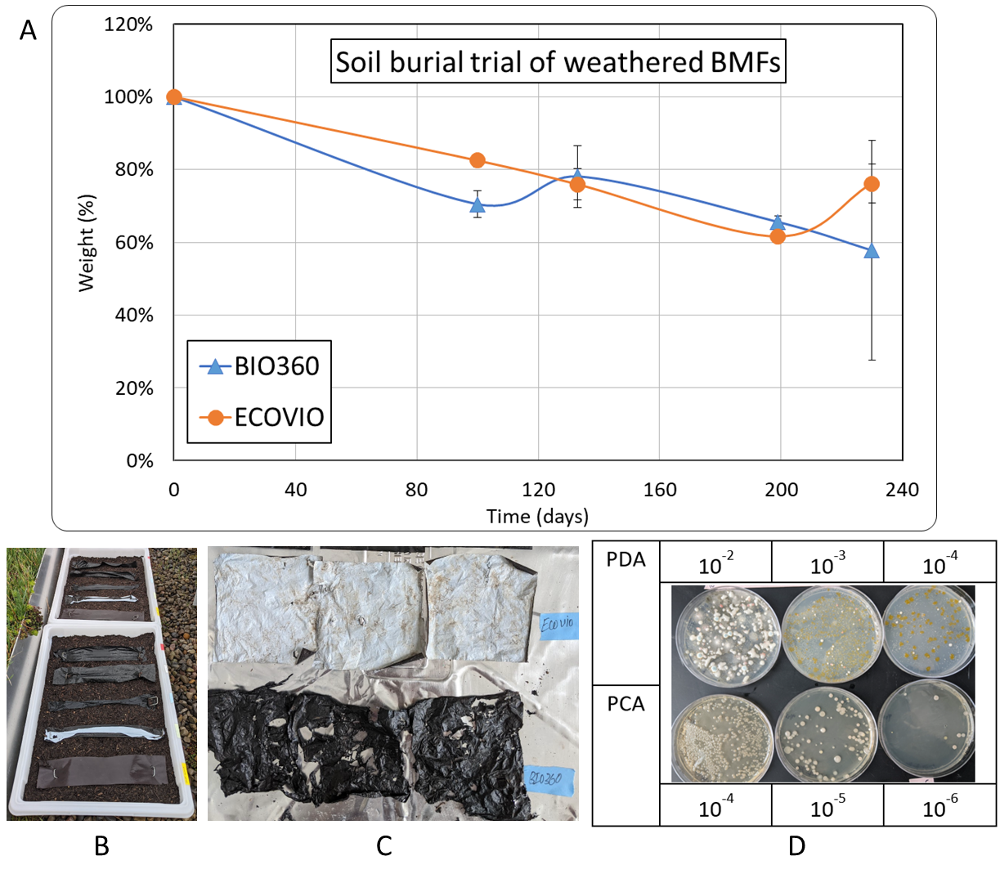 A
Soil burial trial of weathered BMFs
120%
100%
80%
60%
40%
20%
0%
Weight (%)
BIO360
ECOVIO
0 40 80 120 160 200 240
Time (days)
Ecovio
BIO360
PDA 10⁻² 10⁻³ 10⁻⁴
PCA
10⁻⁴ 10⁻⁵ 10⁻⁶
B C D